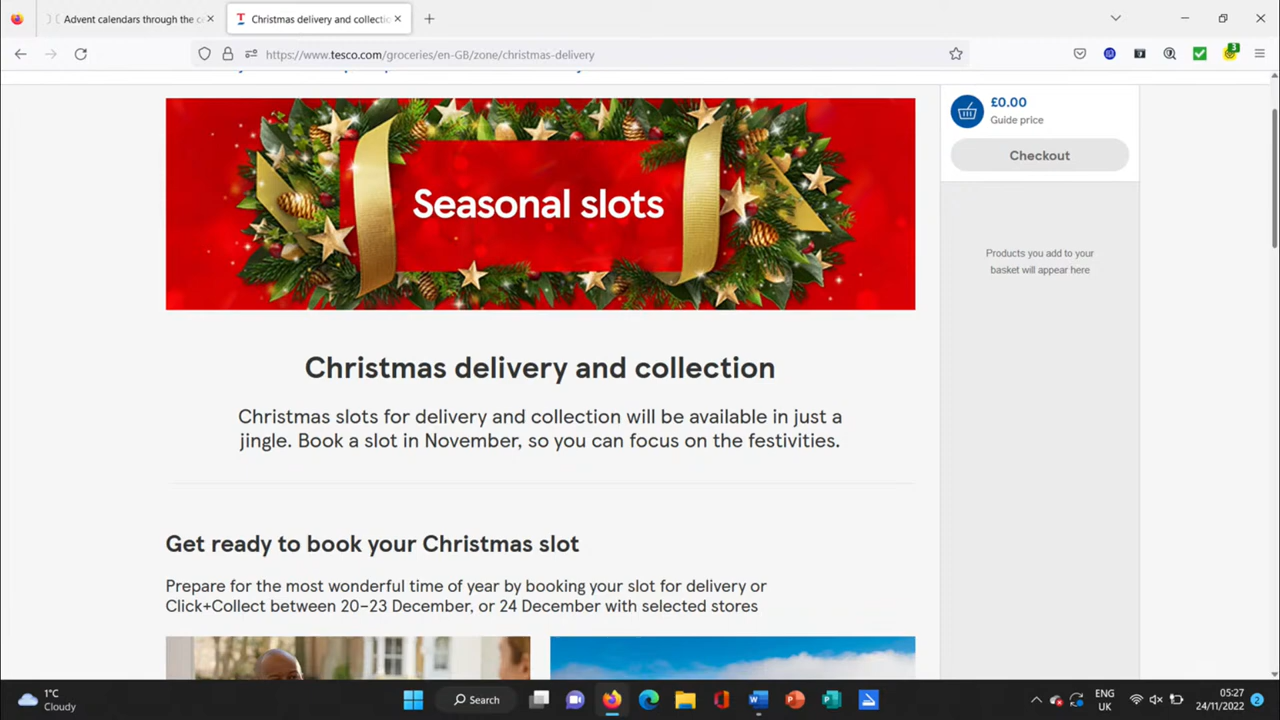 Advent calendars through the c
Christmas delivery and collectio
https://www.tesco.com/groceries/en-GB/zone/christmas-delivery
3
£0.00
Guide price
Checkout
Seasonal slots
Products you add to your
basket will appear here
Christmas delivery and collection
Christmas slots for delivery and collection will be available in just a
jingle. Book a slot in November, so you can focus on the festivities.
Get ready to book your Christmas slot
Prepare for the most wonderful time of year by booking your slot for delivery or
Click+Collect between 20–23 December, or 24 December with selected stores
1°C
Cloudy
Search
ENG
UK
05:27
24/11/2022
2